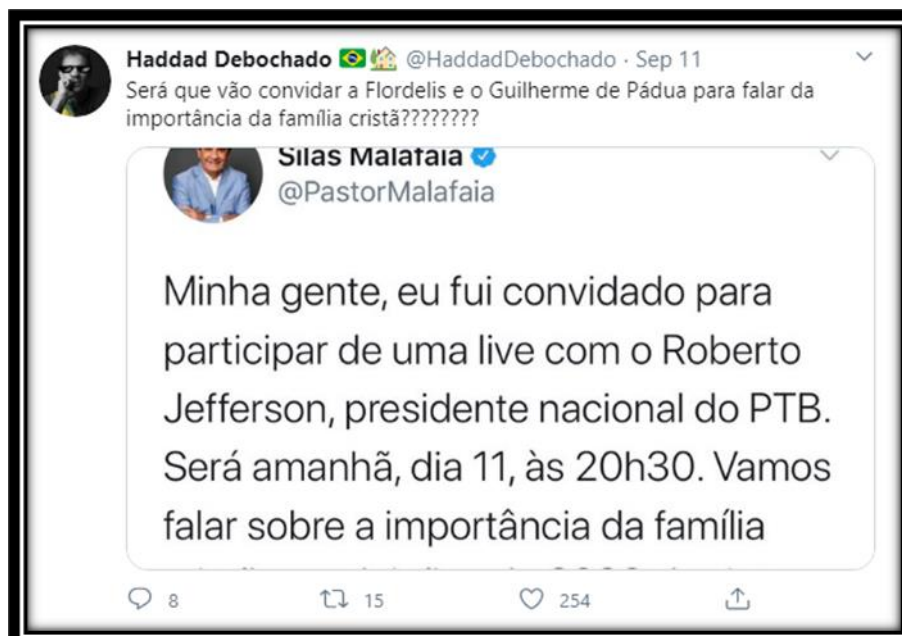 Haddad Debochado 🇧🇷🏡 @HaddadDebochado · Sep 11
Será que vão convidar a Flordelis e o Guilherme de Pádua para falar da
importância da família cristã????????
Silas Malafaia
@PastorMalafaia
Minha gente, eu fui convidado para
participar de uma live com o Roberto
Jefferson, presidente nacional do PTB.
Será amanhã, dia 11, às 20h30. Vamos
falar sobre a importância da família
8 15 254